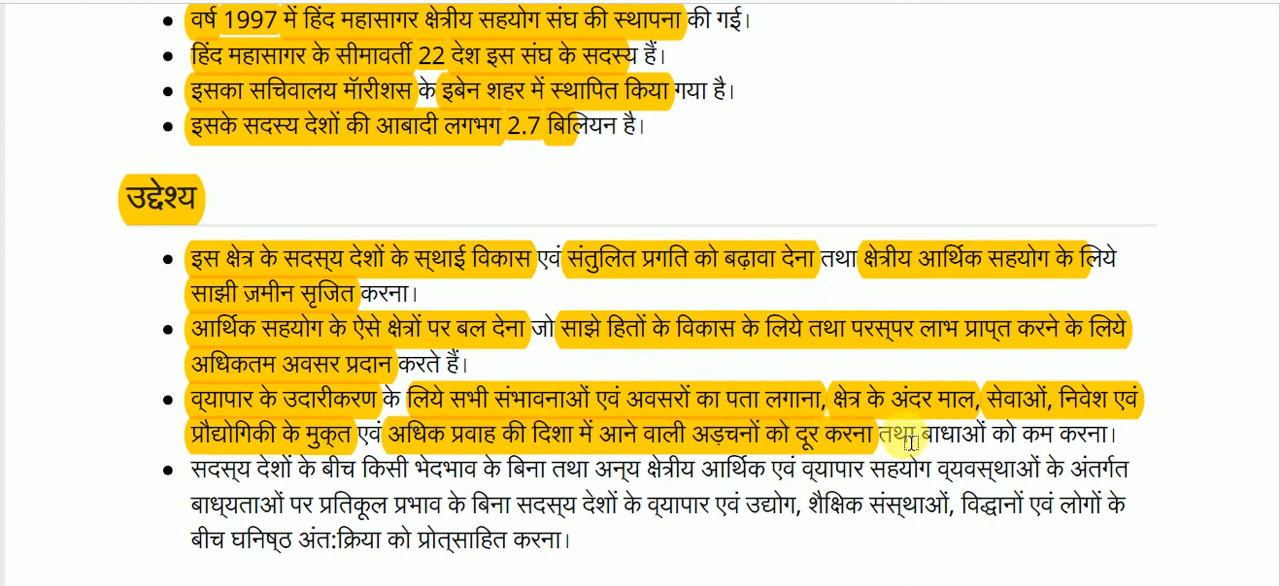 • वर्ष 1997 में हिंद महासागर क्षेत्रीय सहयोग संघ की स्थापना की गई।
• हिंद महासागर के सीमावर्ती 22 देश इस संघ के सदस्य हैं।
• इसका सचिवालय मॉरीशस के इबेन शहर में स्थापित किया गया है।
• इसके सदस्य देशों की आबादी लगभग 2.7 बिलियन है।
उद्देश्य
• इस क्षेत्र के सदस्य देशों के स्थाई विकास एवं संतुलित प्रगति को बढ़ावा देना तथा क्षेत्रीय आर्थिक सहयोग के लिये
साझी ज़मीन सृजित करना।
• आर्थिक सहयोग के ऐसे क्षेत्रों पर बल देना जो साझे हितों के विकास के लिये तथा परस्पर लाभ प्राप्त करने के लिये
अधिकतम अवसर प्रदान करते हैं।
• व्यापार के उदारीकरण के लिये सभी संभावनाओं एवं अवसरों का पता लगाना, क्षेत्र के अंदर माल, सेवाओं, निवेश एवं
प्रौद्योगिकी के मुक्त एवं अधिक प्रवाह की दिशा में आने वाली अड़चनों को दूर करना तथा बाधाओं को कम करना।
• सदस्य देशों के बीच किसी भेदभाव के बिना तथा अन्य क्षेत्रीय आर्थिक एवं व्यापार सहयोग व्यवस्थाओं के अंतर्गत
बाध्यताओं पर प्रतिकूल प्रभाव के बिना सदस्य देशों के व्यापार एवं उद्योग, शैक्षिक संस्थाओं, विद्वानों एवं लोगों के
बीच घनिष्ठ अंत:क्रिया को प्रोत्साहित करना।